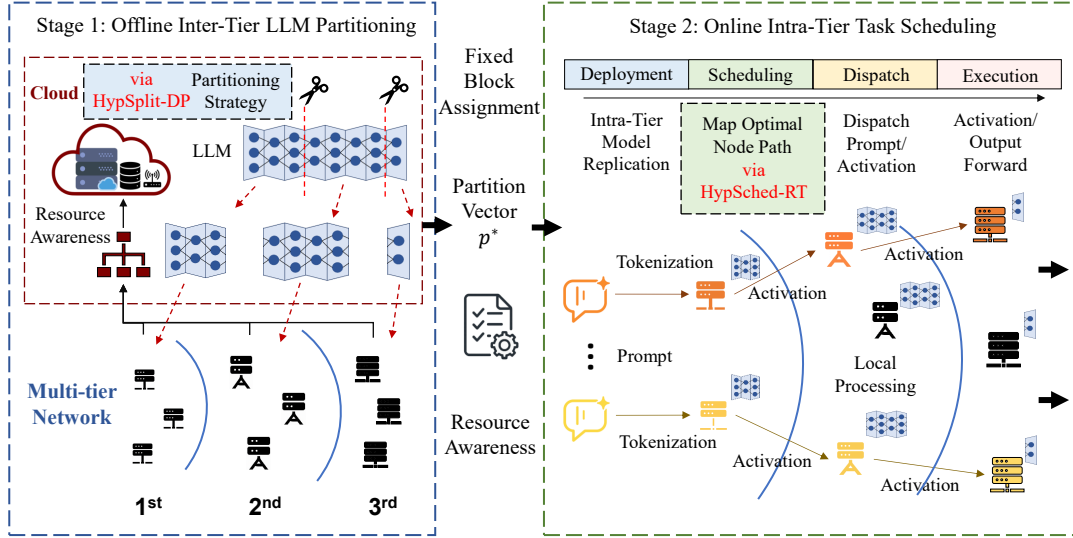 Stage 1: Offline Inter-Tier LLM Partitioning
Cloud
via
HypSplit-DP
Partitioning
Strategy
LLM
Resource
Awareness
Multi-tier
Network
1st
2nd
3rd
Fixed
Block
Assignment
Partition
Vector
p*
Resource
Awareness
Stage 2: Online Intra-Tier Task Scheduling
Deployment
Scheduling
Dispatch
Execution
Intra-Tier
Model
Replication
Map Optimal
Node Path
via
HypSched-RT
Dispatch
Prompt/
Activation
Activation/
Output
Forward
Tokenization
Activation
Activation
Prompt
Local
Processing
Tokenization
Activation
Activation